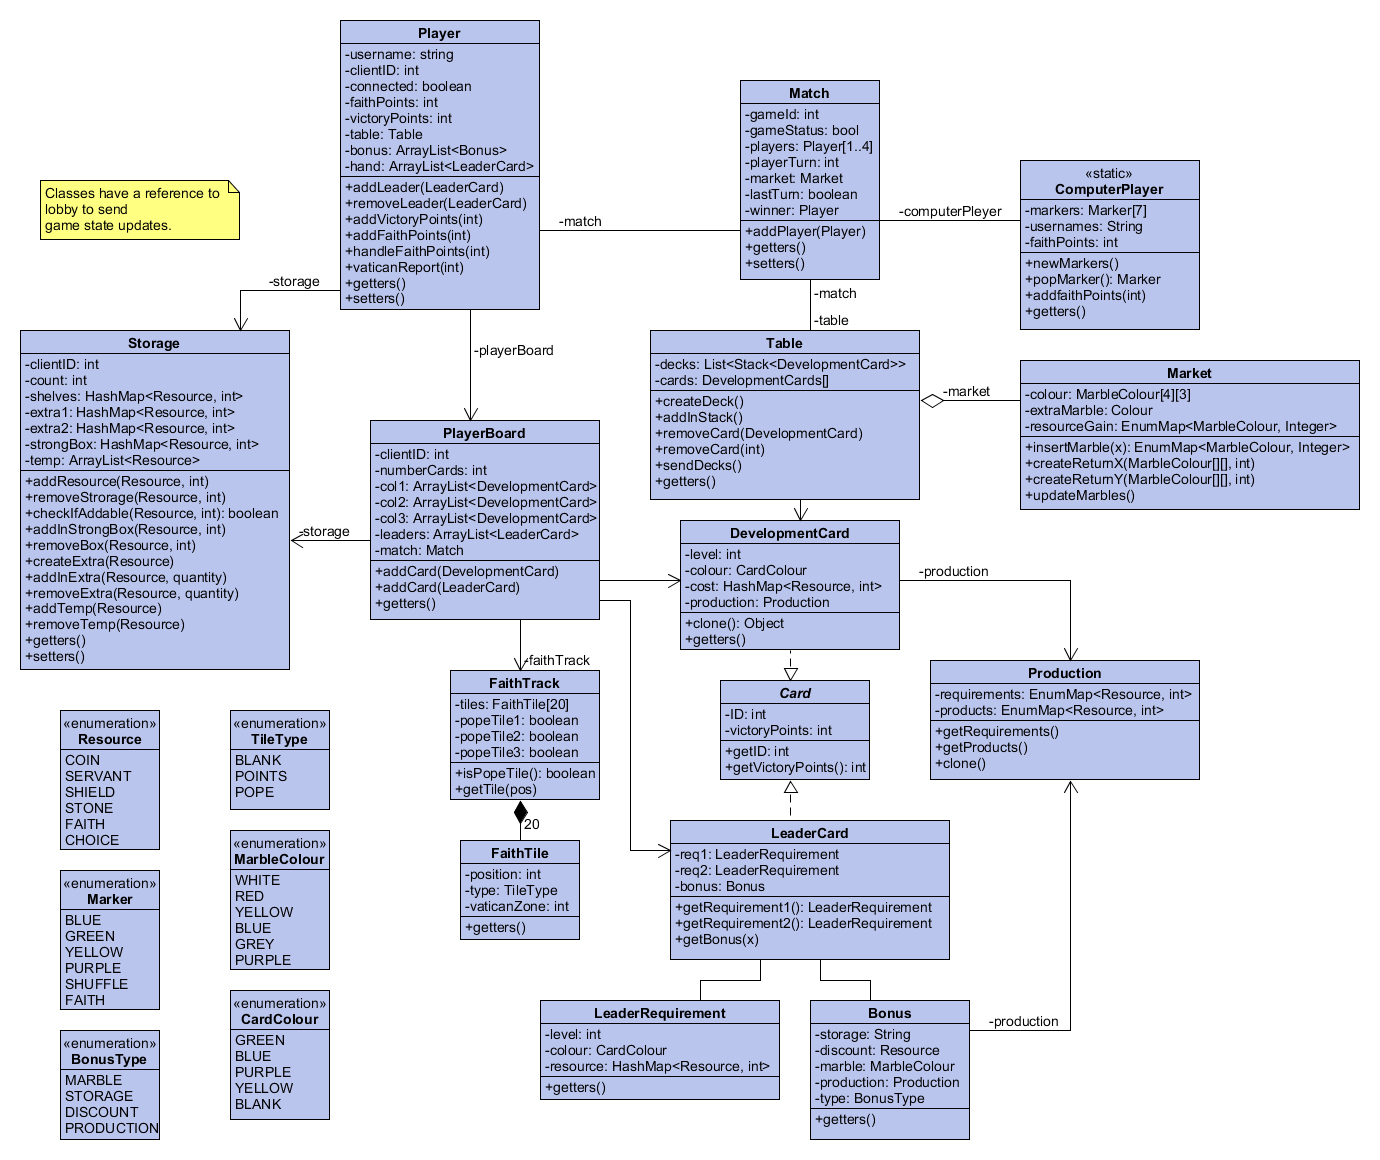 Player
-username: string
-clientID: int
-connected: boolean
-faithPoints: int
-victoryPoints: int
-table: Table
-bonus: ArrayList<Bonus>
-hand: ArrayList<LeaderCard>
+addLeader(LeaderCard)
+removeLeader(LeaderCard)
+addVictoryPoints(int)
+addFaithPoints(int)
+handleFaithPoints(int)
+vaticanReport(int)
+getters()
+setters()
Match
-gameId: int
-gameStatus: bool
-players: Player[1..4]
-playerTurn: int
-market: Market
-lastTurn: boolean
-winner: Player
+addPlayer(Player)
+getters()
+setters()
«static»
ComputerPlayer
-markers: Marker[7]
-usernames: String
-faithPoints: int
+newMarkers()
+popMarker(): Marker
+addfaithPoints(int)
+getters()
Classes have a reference to
lobby to send
game state updates.
-match
-computerPleyer
-storage
-match
-table
-playerBoard
Storage
-clientID: int
-count: int
-shelves: HashMap<Resource, int>
-extra1: HashMap<Resource, int>
-extra2: HashMap<Resource, int>
-strongBox: HashMap<Resource, int>
-temp: ArrayList<Resource>
+addResource(Resource, int)
+removeStrorage(Resource, int)
+checkIfAddable(Resource, int): boolean
+addInStrongBox(Resource, int)
+removeBox(Resource, int)
+createExtra(Resource)
+addInExtra(Resource, quantity)
+removeExtra(Resource, quantity)
+addTemp(Resource)
+removeTemp(Resource)
+getters()
+setters()
Table
-decks: List<Stack<DevelopmentCard>>
-cards: DevelopmentCards[]
+createDeck()
+addInStack()
+removeCard(DevelopmentCard)
+removeCard(int)
+sendDecks()
+getters()
-market
Market
-colour: MarbleColour[4][3]
-extraMarble: Colour
-resourceGain: EnumMap<MarbleColour, Integer>
+insertMarble(x): EnumMap<MarbleColour, Integer>
+createReturnX(MarbleColour[][], int)
+createReturnY(MarbleColour[][], int)
+updateMarbles()
PlayerBoard
-clientID: int
-numberCards: int
-col1: ArrayList<DevelopmentCard>
-col2: ArrayList<DevelopmentCard>
-col3: ArrayList<DevelopmentCard>
-leaders: ArrayList<LeaderCard>
-match: Match
+addCard(DevelopmentCard)
+addCard(LeaderCard)
+getters()
-storage
DevelopmentCard
-level: int
-colour: CardColour
-cost: HashMap<Resource, int>
-production: Production
+clone(): Object
+getters()
-production
-faithTrack
FaithTrack
-tiles: FaithTile[20]
-popeTile1: boolean
-popeTile2: boolean
-popeTile3: boolean
+isPopeTile(): boolean
+getTile(pos)
Card
-ID: int
-victoryPoints: int
+getID: int
+getVictoryPoints(): int
Production
-requirements: EnumMap<Resource, int>
-products: EnumMap<Resource, int>
+getRequirements()
+getProducts()
+clone()
«enumeration»
Resource
COIN
SERVANT
SHIELD
STONE
FAITH
CHOICE
«enumeration»
TileType
BLANK
POINTS
POPE
20
FaithTile
-position: int
-type: TileType
-vaticanZone: int
+getters()
LeaderCard
-req1: LeaderRequirement
-req2: LeaderRequirement
-bonus: Bonus
+getRequirement1(): LeaderRequirement
+getRequirement2(): LeaderRequirement
+getBonus(x)
«enumeration»
Marker
BLUE
GREEN
YELLOW
PURPLE
SHUFFLE
FAITH
«enumeration»
MarbleColour
WHITE
RED
YELLOW
BLUE
GREY
PURPLE
«enumeration»
BonusType
MARBLE
STORAGE
DISCOUNT
PRODUCTION
«enumeration»
CardColour
GREEN
BLUE
PURPLE
YELLOW
BLANK
LeaderRequirement
-level: int
-colour: CardColour
-resource: HashMap<Resource, int>
+getters()
Bonus
-storage: String
-discount: Resource
-marble: MarbleColour
-production: Production
-type: BonusType
+getters()
-production